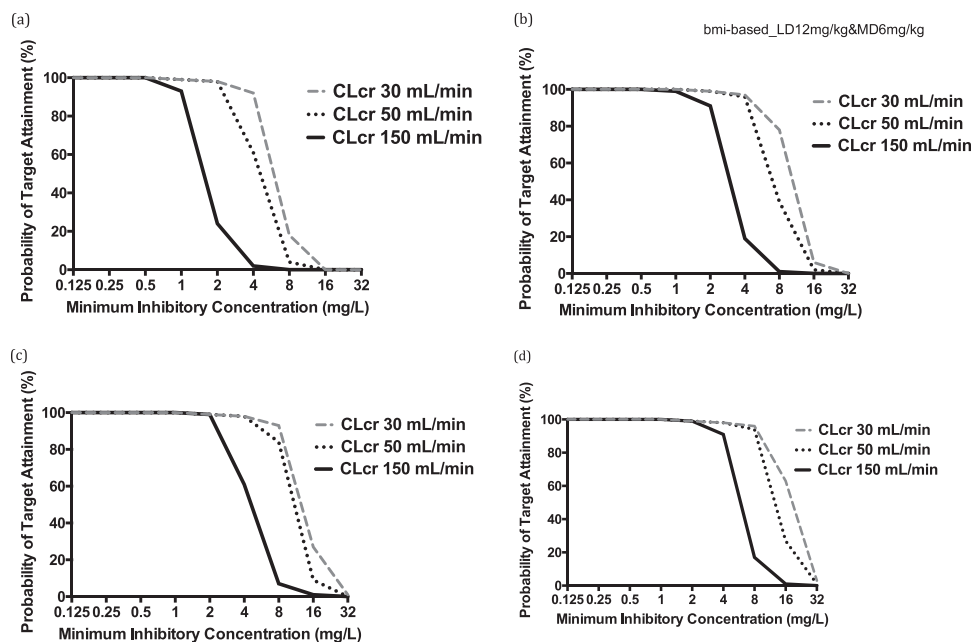 (a)
Probability of Target Attainment (%)
100
80
60
40
20
0
0.125 0.25 0.5 1 2 4 8 16 32
Minimum Inhibitory Concentration (mg/L)
CLcr 30 mL/min
CLcr 50 mL/min
CLcr 150 mL/min
(b)
bmi-based_LD12mg/kg&MD6mg/kg
Probability of Target Attainment (%)
100
80
60
40
20
0
0.125 0.25 0.5 1 2 4 8 16 32
Minimum Inhibitory Concentration (mg/L)
CLcr 30 mL/min
CLcr 50 mL/min
CLcr 150 mL/min
(c)
Probability of Target Attainment (%)
100
80
60
40
20
0
0.125 0.25 0.5 1 2 4 8 16 32
Minimum Inhibitory Concentration (mg/L)
CLcr 30 mL/min
CLcr 50 mL/min
CLcr 150 mL/min
(d)
Probability of Target Attainment (%)
100
80
60
40
20
0
0.125 0.25 0.5 1 2 4 8 16 32
Minimum Inhibitory Concentration (mg/L)
CLcr 30 mL/min
CLcr 50 mL/min
CLcr 150 mL/min